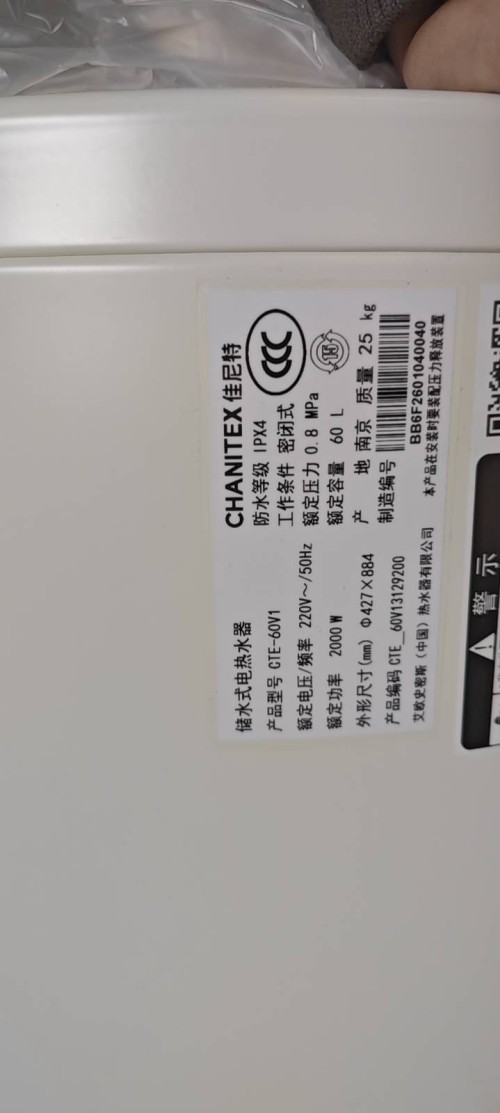 CHANITEX 佳尼特
储水式电热水器
防水等级 IPX4
产品型号 CTE-60V1
工作条件 密闭式
额定电压/频率 220V～/50Hz
额定压力 0.8 MPa
额定功率 2000 W
额定容量 60 L
外形尺寸(mm) Φ427×884
产 地 南京 质量 25 kg
产品编码 CTE__60V13129200
制造编号
BB6F2601040040
艾欧史密斯(中国)热水器有限公司
本产品在安装时要装配压力释放装置
CCC
15
警示